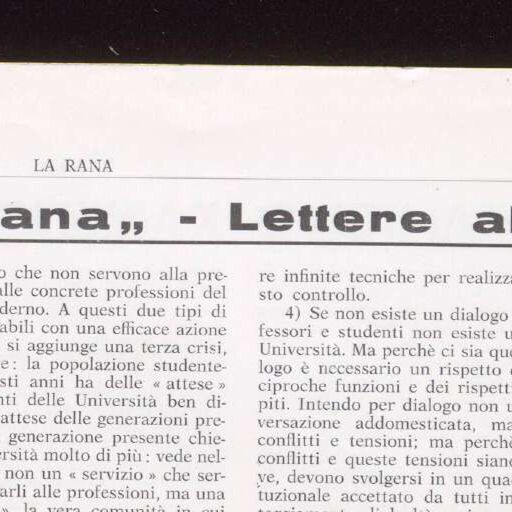 LA RANA
ana„ - Lettere al
o che non servono alla pre-
alle concrete professioni del
derno. A questi due tipi di
abili con una efficace azione
si aggiunge una terza crisi,
e : la popolazione studente-
sti anni ha delle « attese »
nti delle Università ben di-
attese delle generazioni pre-
generazione presente chie-
ersità molto di più : vede nel-
non un « servizio » che ser-
arli alle professioni, ma una
», la vera comunità in cui
re infinite tecniche per realizza
sto controllo.
4) Se non esiste un dialogo
fessori e studenti non esiste u
Università. Ma perchè ci sia que
logo è necessario un rispetto
ciproche funzioni e dei rispetti
piti. Intendo per dialogo non u
versazione addomesticata, ma
conflitti e tensioni; ma perchè
conflitti e queste tensioni siano
ve, devono svolgersi in un qua
tuzionale accettato da tutti in